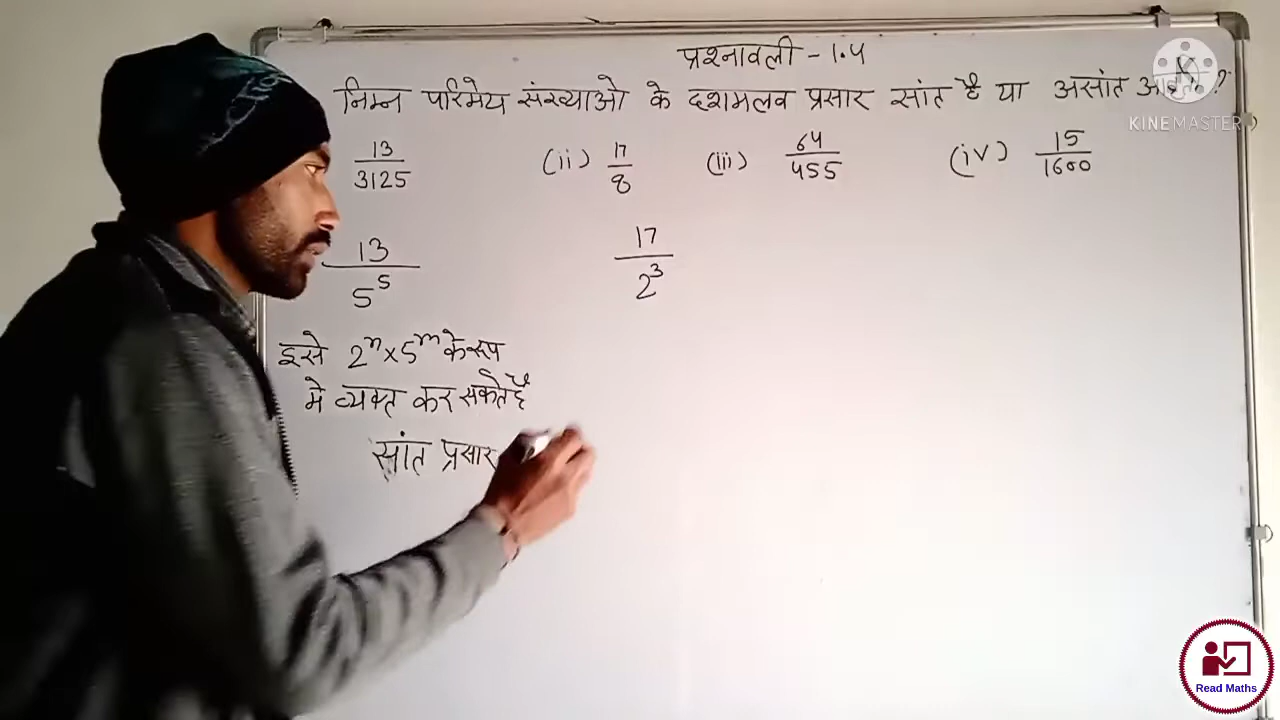 प्रश्नावली - 1.4
निम्न परिमेय संख्याओ के दशमलव प्रसार सांत है या असांत ?
13/3125 (ii) 17/8 (iii) 64/455 (iv) 15/1600
13/5^5 17/2^3
इसे 2^n x 5^m के रूप
मे व्यक्त कर सकते है
सांत प्रसार
KINEMASTER
Read Maths